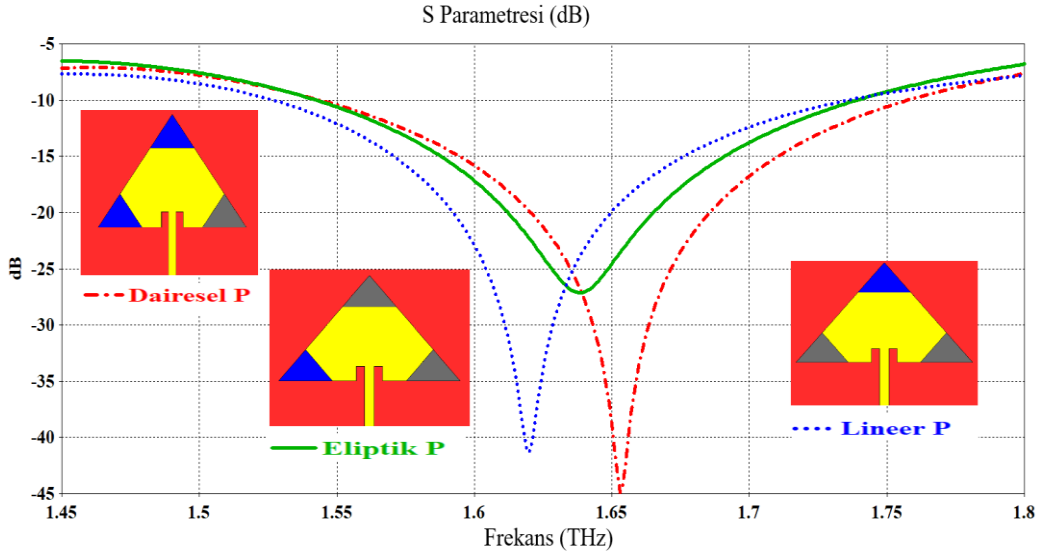 S Parametresi (dB)
-5
-10
-15
-20
-25
-30
-35
-40
-45
dB
Dairesel P
Eliptik P
Lineer P
1.45 1.5 1.55 1.6 1.65 1.7 1.75 1.8
Frekans (THz)